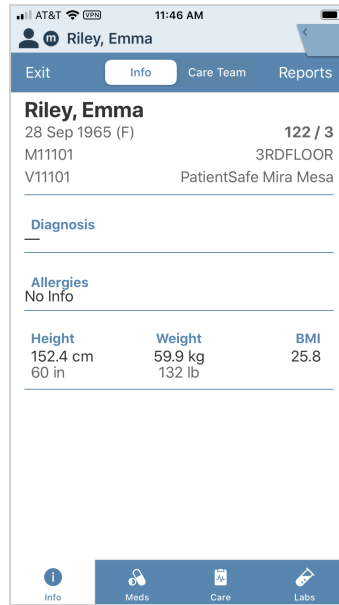 AT&T VPN 11:46 AM
m Riley, Emma
Exit Info Care Team Reports
Riley, Emma
28 Sep 1965 (F) 122 / 3
M11101 3RDFLOOR
V11101 PatientSafe Mira Mesa
Diagnosis
—
Allergies
No Info
Height Weight BMI
152.4 cm 59.9 kg 25.8
60 in 132 lb
i
Info Meds Care Labs